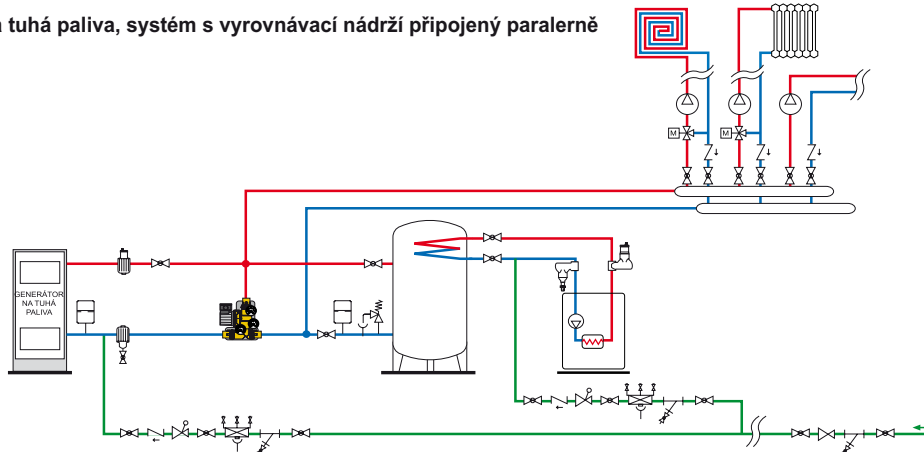 tuhá paliva, systém s vyrovnávací nádrží připojený paralerně
M
M
GENERÁTOR
NA TUHÁ
PALIVA